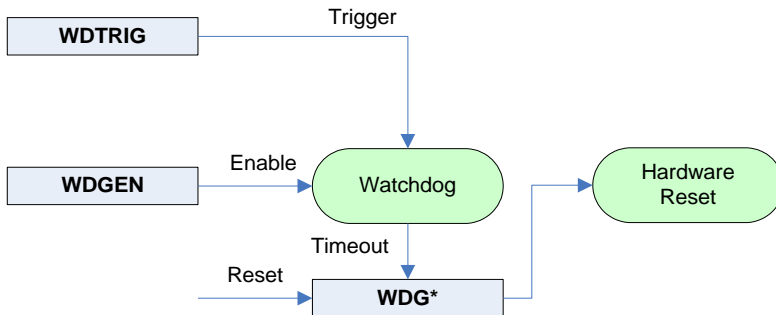 Trigger
WDTRIG
Enable
WDGEN
Watchdog
Hardware
Reset
Timeout
Reset
WDG*